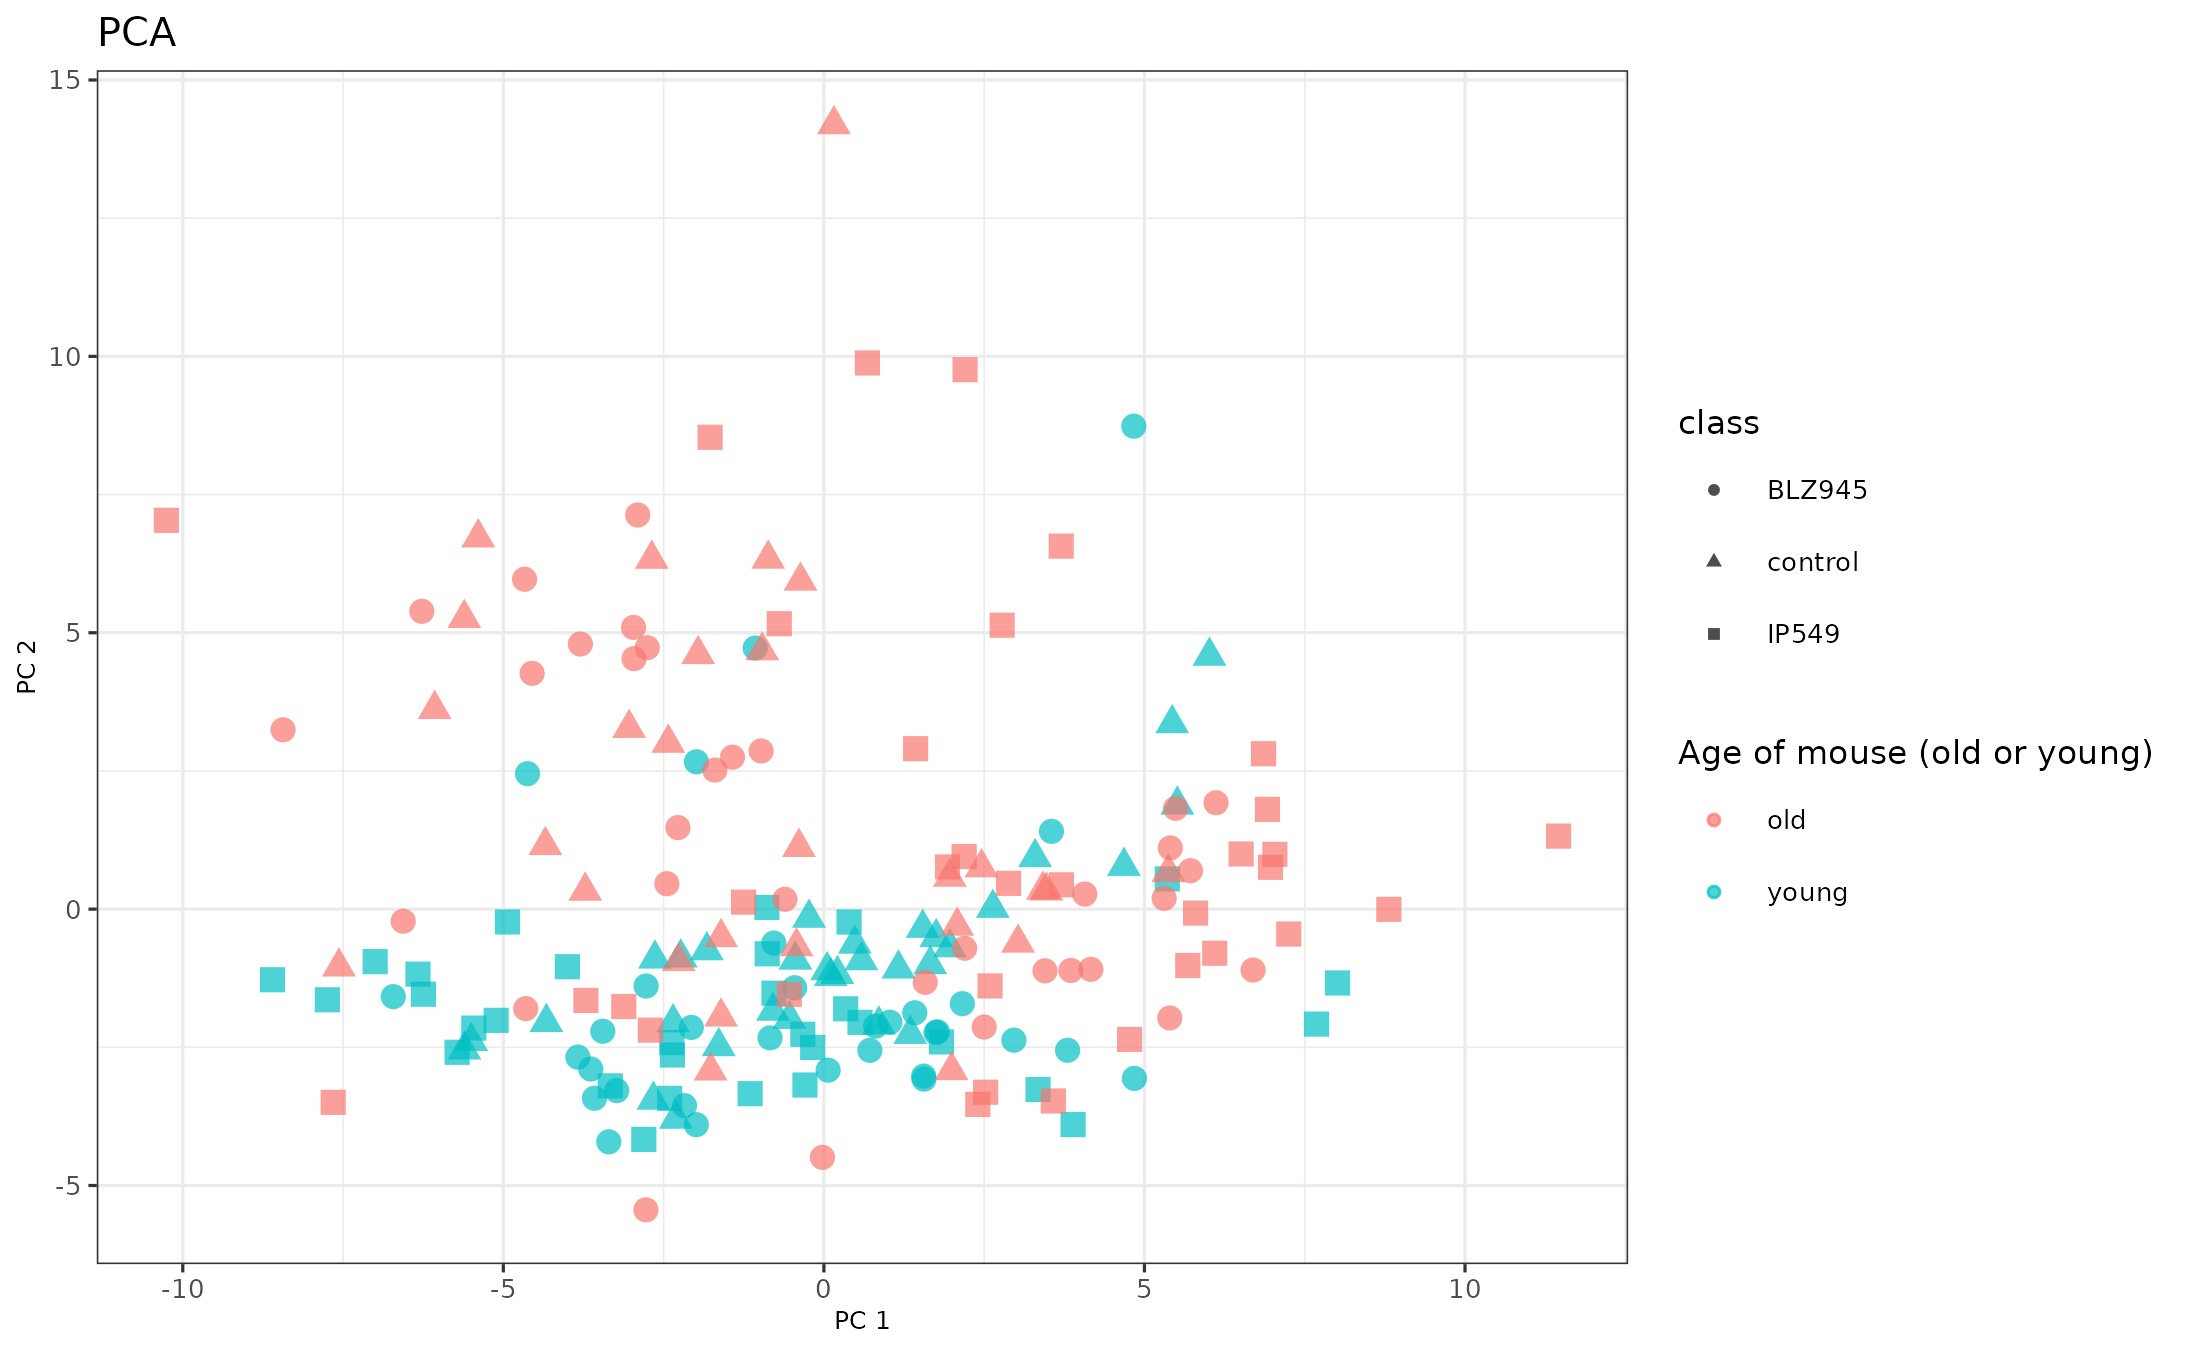 PCA
15
10
5
0
-5
PC 2
-10
-5
0
5
10
PC 1
class
BLZ945
control
IP549
Age of mouse (old or young)
old
young